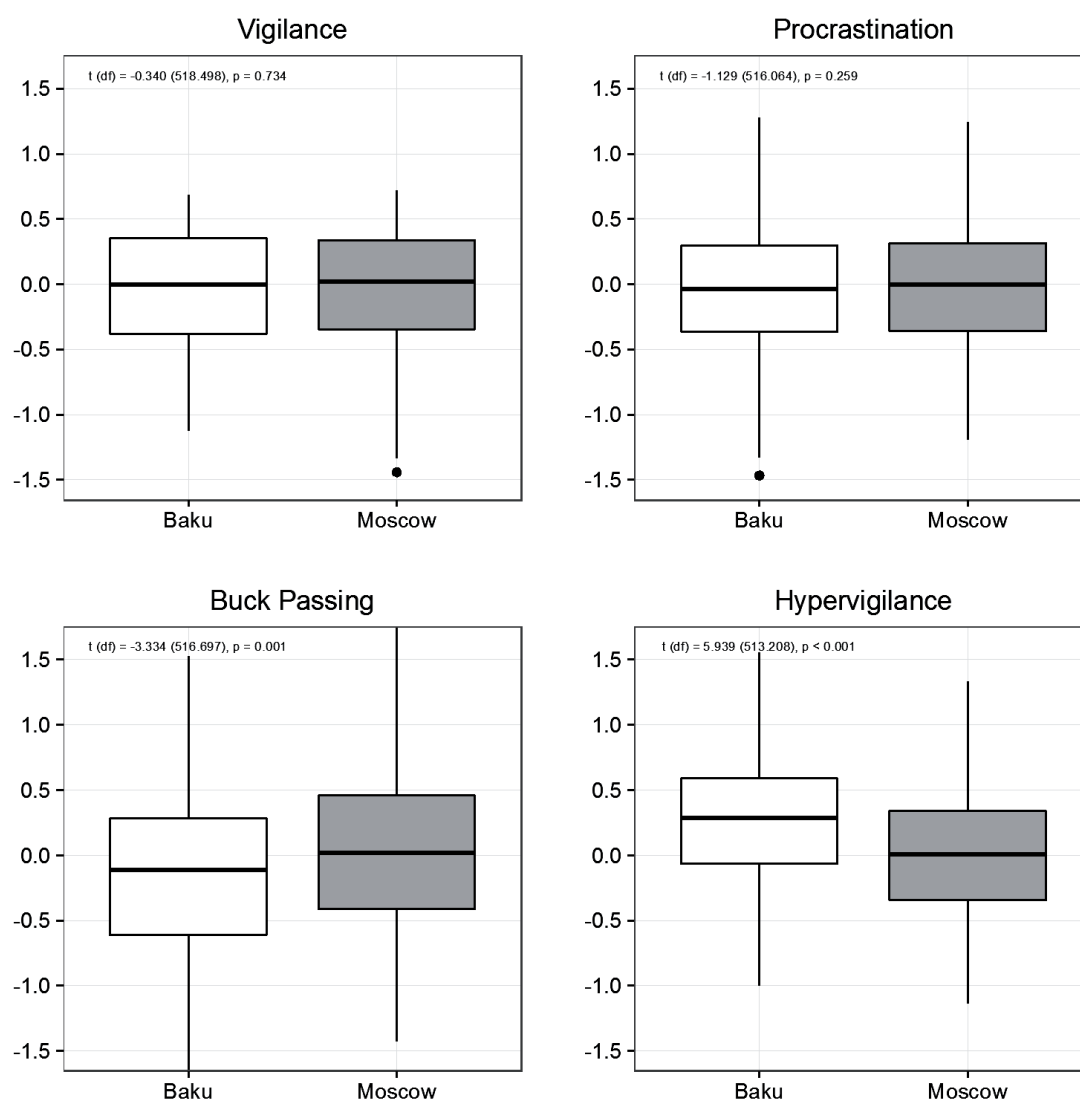 Vigilance
t (df) = -0.340 (518.498), p = 0.734
1.5
1.0
0.5
0.0
-0.5
-1.0
-1.5
Baku Moscow
Procrastination
t (df) = -1.129 (516.064), p = 0.259
1.5
1.0
0.5
0.0
-0.5
-1.0
-1.5
Baku Moscow
Buck Passing
t (df) = -3.334 (516.697), p = 0.001
1.5
1.0
0.5
0.0
-0.5
-1.0
-1.5
Baku Moscow
Hypervigilance
t (df) = 5.939 (513.208), p < 0.001
1.5
1.0
0.5
0.0
-0.5
-1.0
-1.5
Baku Moscow